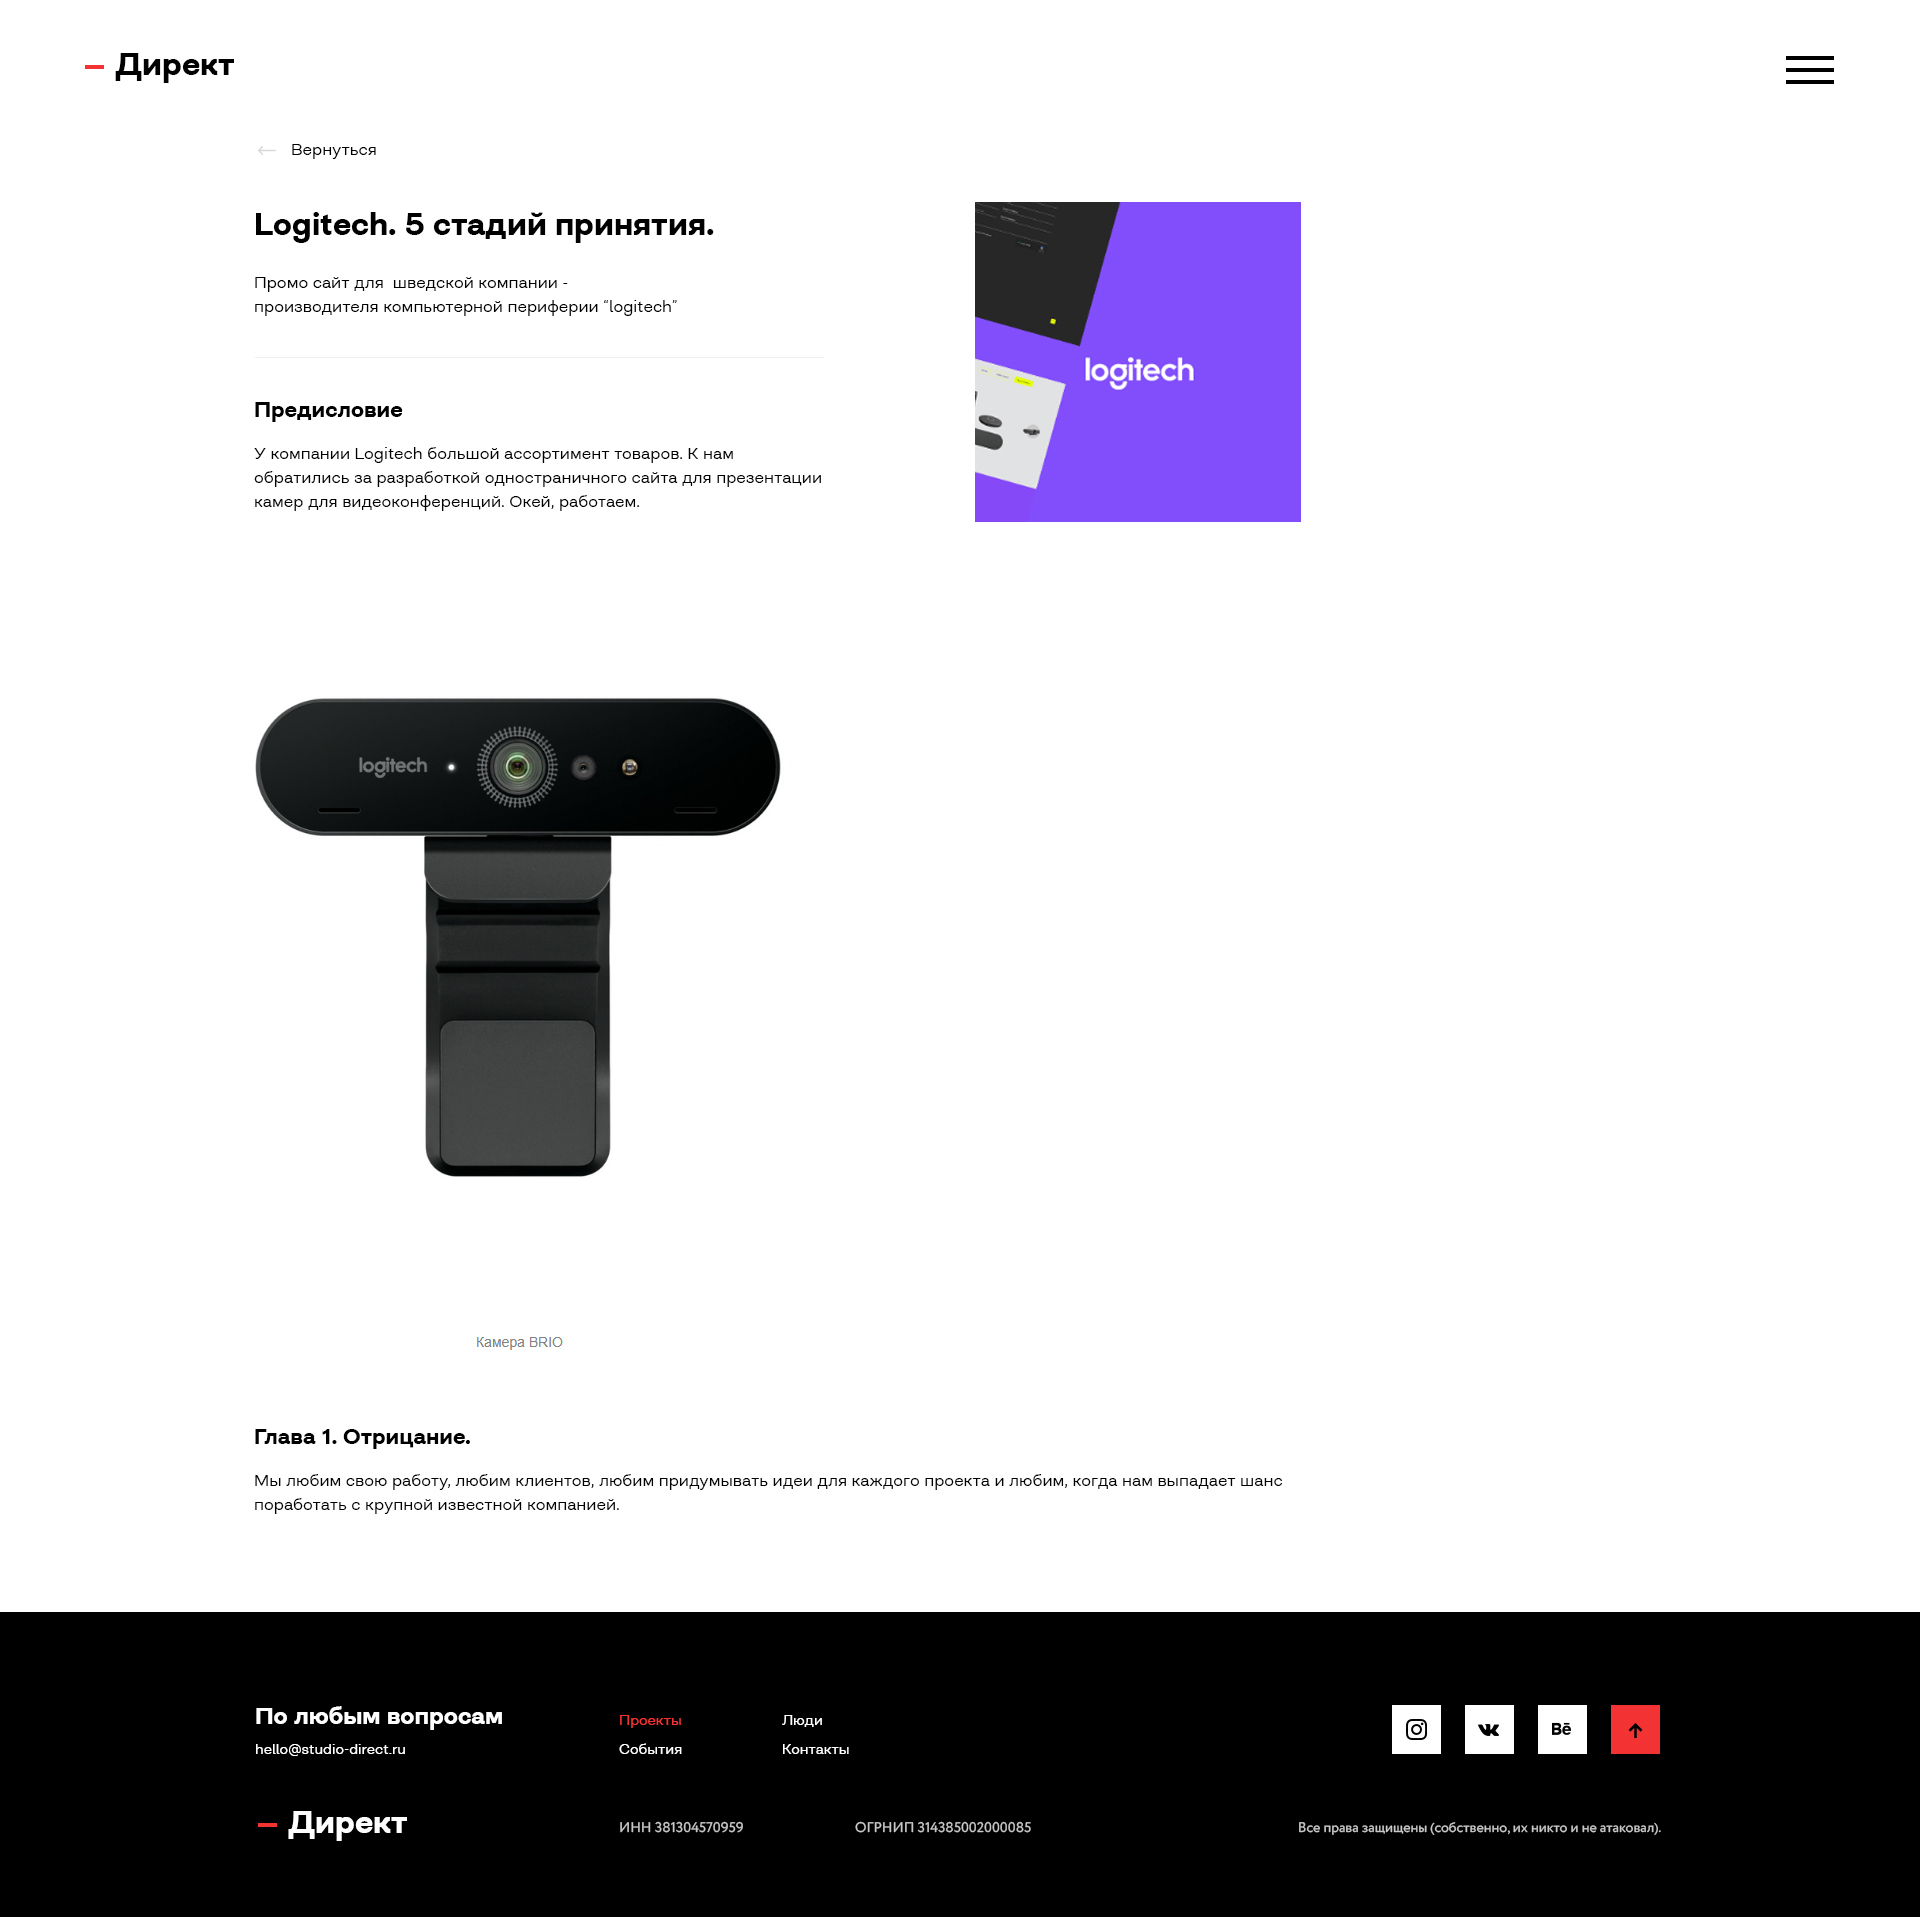 Директ
Вернуться
Logitech. 5 стадий принятия.
Промо сайт для  шведской компании -
производителя компьютерной периферии “logitech”
logitech
Предисловие
У компании Logitech большой ассортимент товаров. К нам
обратились за разработкой одностраничного сайта для презентации
камер для видеоконференций. Окей, работаем.
logitech
Камера BRIO
Глава 1. Отрицание.
Мы любим свою работу, любим клиентов, любим придумывать идеи для каждого проекта и любим, когда нам выпадает шанс
поработать с крупной известной компанией.
По любым вопросам
hello@studio-direct.ru
Проекты
Люди
События
Контакты
Bē
Директ
ИНН 381304570959
ОГРНИП 314385002000085
Все права защищены (собственно, их никто и не атаковал).